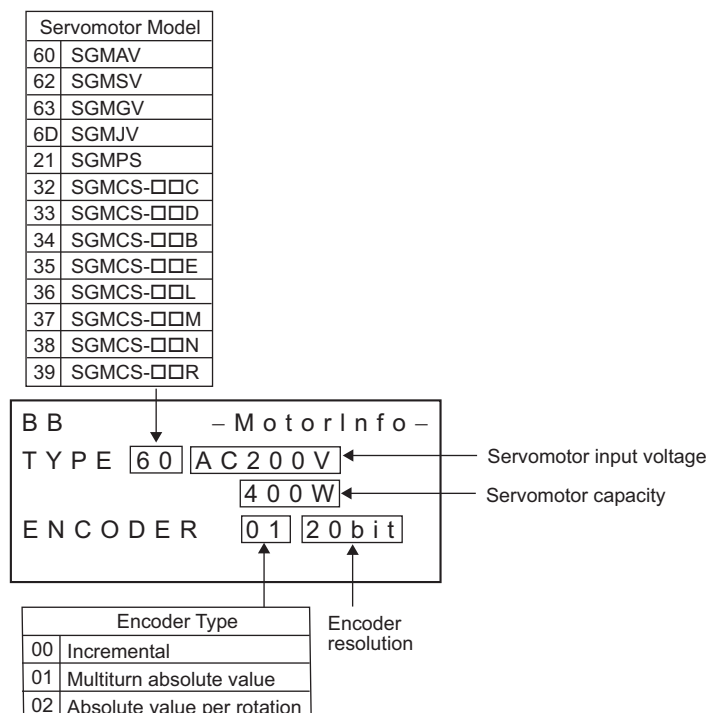 Servomotor Model
60 SGMAV
62 SGMSV
63 SGMGV
6D SGMJV
21 SGMPS
32 SGMCS-□□C
33 SGMCS-□□D
34 SGMCS-□□B
35 SGMCS-□□E
36 SGMCS-□□L
37 SGMCS-□□M
38 SGMCS-□□N
39 SGMCS-□□R
BB –MotorInfo–
TYPE 60 AC200V
Servomotor input voltage
400W
Servomotor capacity
ENCODER 01 20bit
Encoder Type
00 Incremental
01 Multiturn absolute value
02 Absolute value per rotation
Encoder
resolution